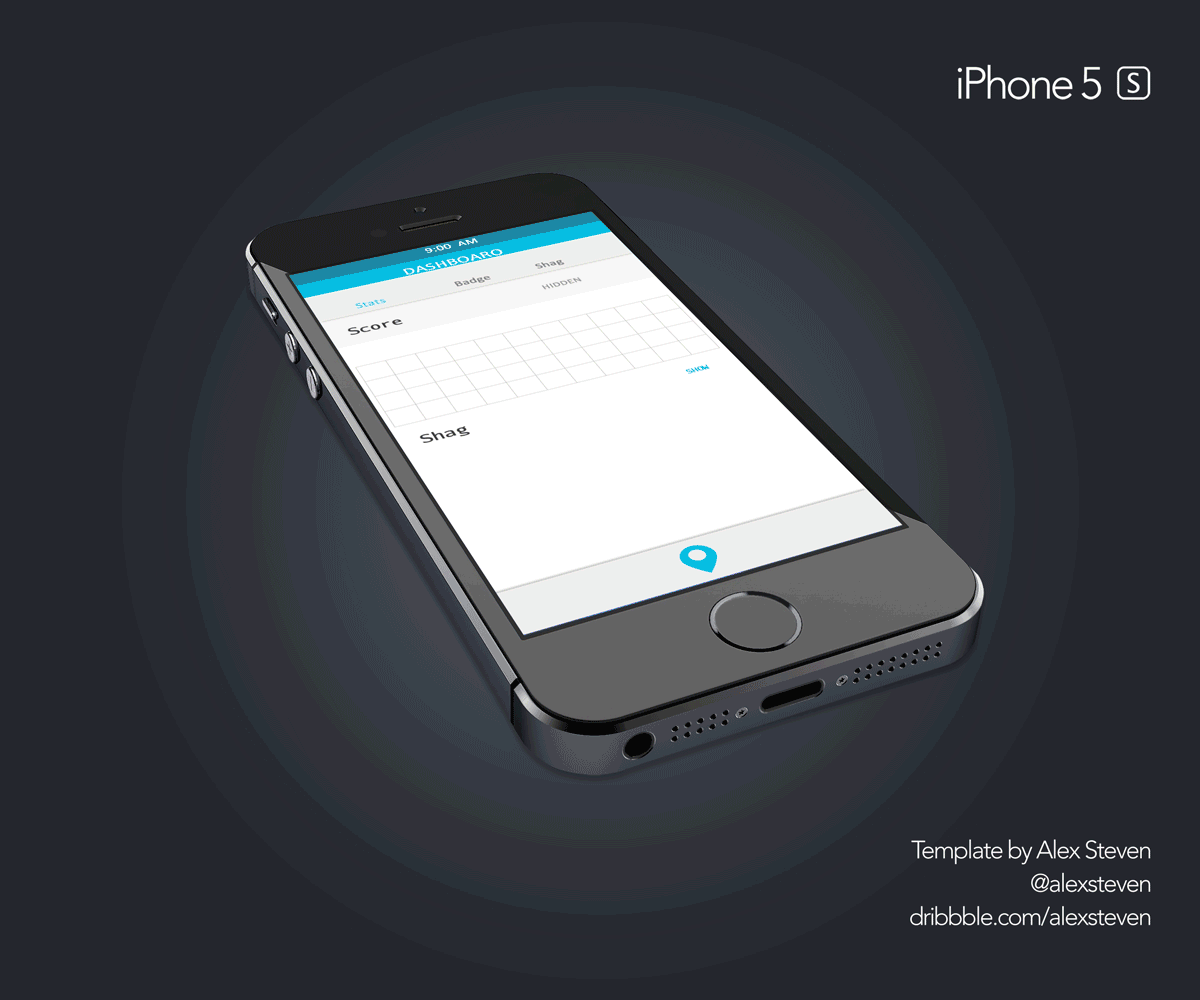 iPhone 5 S
9:00 AM
DASHBOARD
Stats Badge Shag
Score HIDDEN
SHOW
Shag
Template by Alex Steven
@alexsteven
dribbble.com/alexsteven